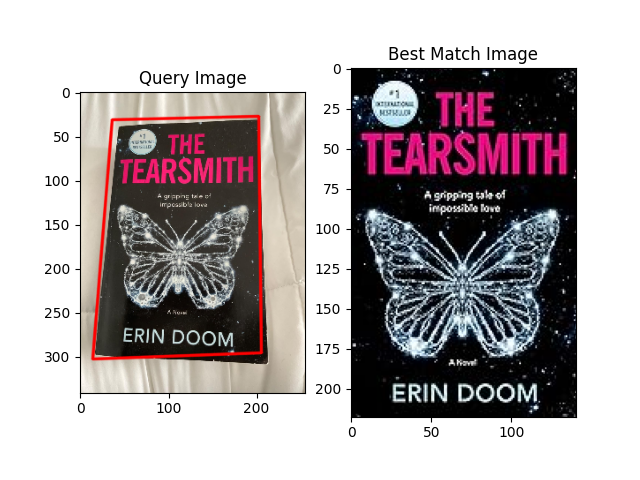 Query Image
0
50
100
150
200
250
300
0
100
200
THE
TEARSMITH
A gripping tale of
impossible love
A Novel
ERIN DOOM
Best Match Image
0
25
50
75
100
125
150
175
200
0
50
100
#1
INTERNATIONAL
BESTSELLER
THE
TEARSMITH
A gripping tale of
impossible love
A Novel
ERIN DOOM